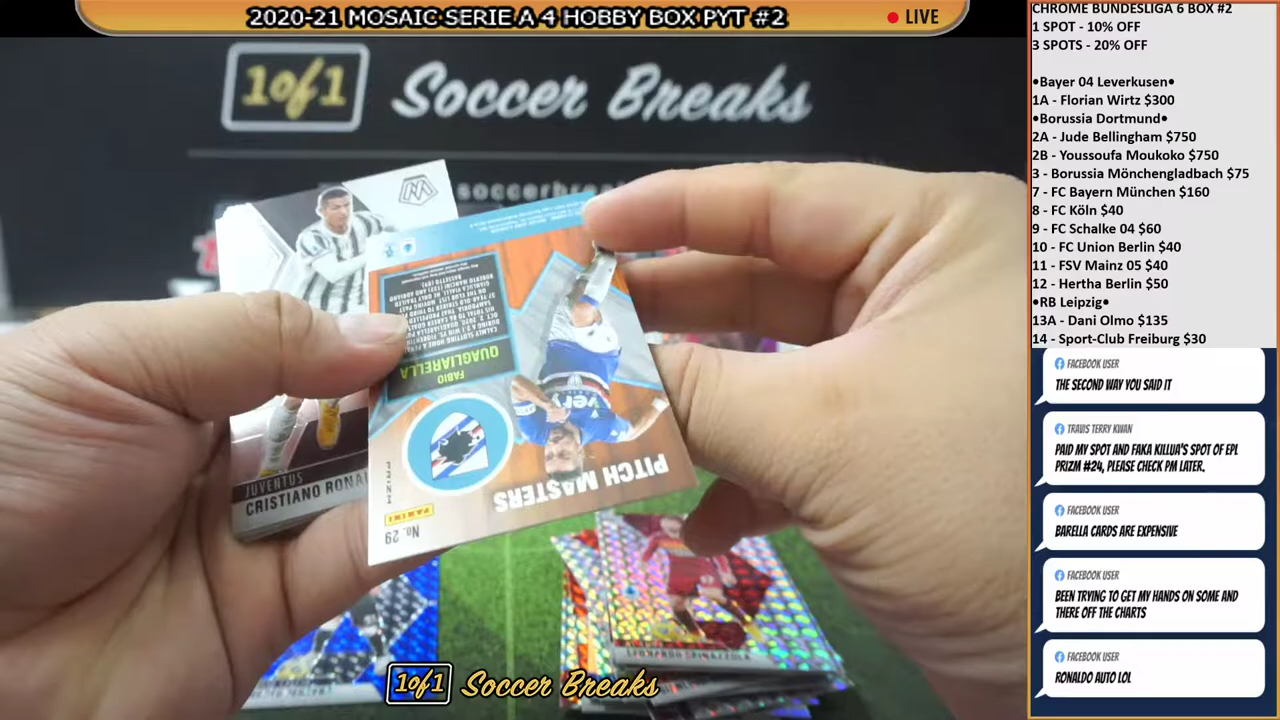 2020-21 MOSAIC SERIE A 4 HOBBY BOX PYT #2
LIVE
1of1 Soccer Breaks
soccerbreaks
JUVENTUS
CRISTIANO RONAL
FABIO
QUAGLIARELLA
PITCH MASTERS
PRIZM
PANINI
No. 29
1of1 Soccer Breaks
CHROME BUNDESLIGA 6 BOX #2
1 SPOT - 10% OFF
3 SPOTS - 20% OFF
•Bayer 04 Leverkusen•
1A - Florian Wirtz $300
•Borussia Dortmund•
2A - Jude Bellingham $750
2B - Youssoufa Moukoko $750
3 - Borussia Mönchengladbach $75
7 - FC Bayern München $160
8 - FC Köln $40
9 - FC Schalke 04 $60
10 - FC Union Berlin $40
11 - FSV Mainz 05 $40
12 - Hertha Berlin $50
•RB Leipzig•
13A - Dani Olmo $135
14 - Sport-Club Freiburg $30
FACEBOOK USER
THE SECOND WAY YOU SAID IT
TRAVIS TERRY KWAN
PAID MY SPOT AND FAKA KILLUA'S SPOT OF EPL
PRIZM #24, PLEASE CHECK PM LATER.
FACEBOOK USER
BARELLA CARDS ARE EXPENSIVE
FACEBOOK USER
BEEN TRYING TO GET MY HANDS ON SOME AND
THERE OFF THE CHARTS
FACEBOOK USER
RONALDO AUTO LOL